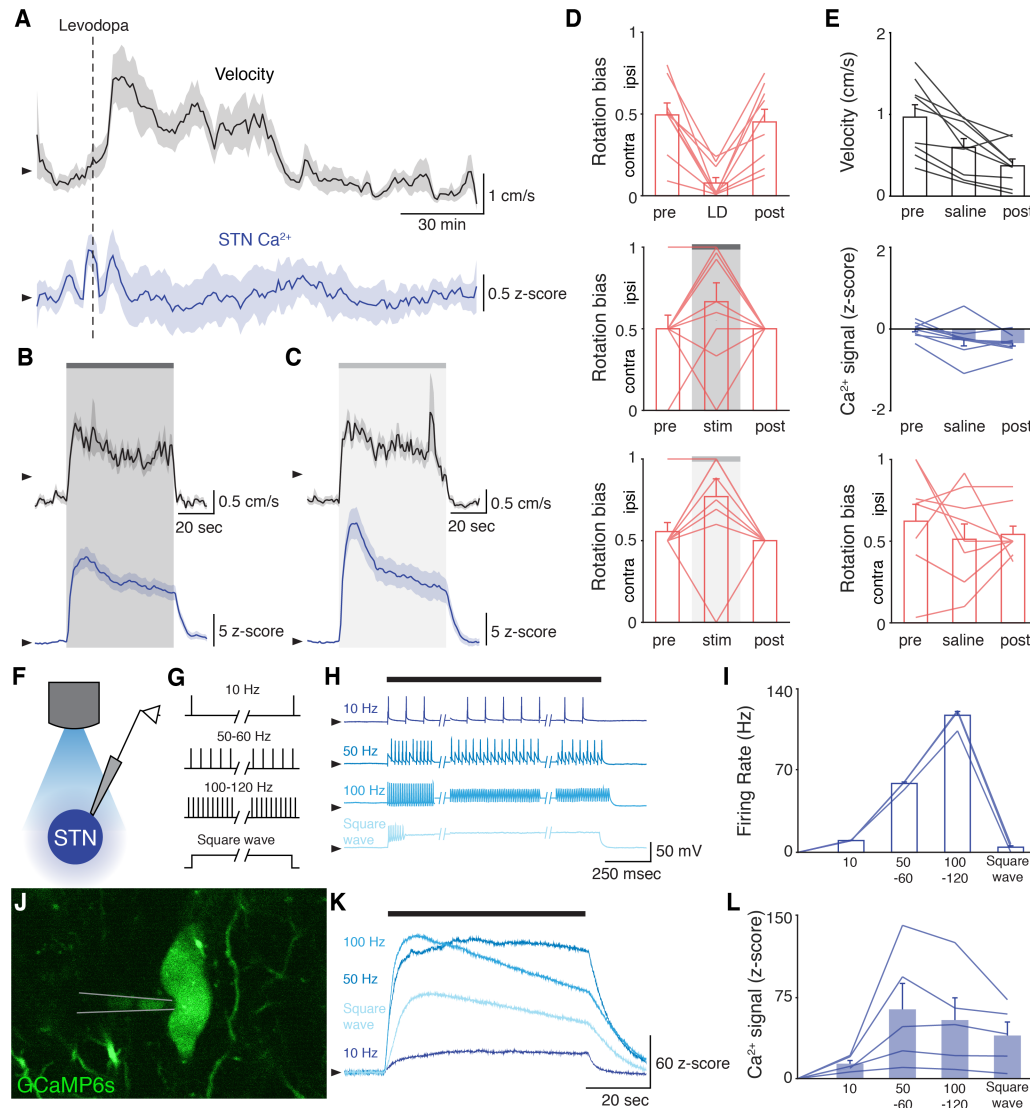 A
Levodopa
Velocity
1 cm/s
30 min
STN Ca²⁺
0.5 z-score
B
0.5 cm/s
20 sec
5 z-score
C
0.5 cm/s
20 sec
5 z-score
D
Rotation bias
contra ipsi
1
0.5
0
pre LD post
Rotation bias
contra ipsi
1
0.5
0
pre stim post
Rotation bias
contra ipsi
1
0.5
0
pre stim post
E
Velocity (cm/s)
2
1
0
pre saline post
Ca²⁺ signal (z-score)
2
0
-2
pre saline post
Rotation bias
contra ipsi
1
0.5
0
pre saline post
F
STN
G
10 Hz
50-60 Hz
100-120 Hz
Square wave
H
10 Hz
50 Hz
100 Hz
Square
wave
50 mV
250 msec
I
Firing Rate (Hz)
140
70
0
10 50 100 Square
-60 -120 wave
J
GCaMP6s
K
100 Hz
50 Hz
Square
wave
10 Hz
60 z-score
20 sec
L
Ca²⁺ signal (z-score)
150
75
0
10 50 100 Square
-60 -120 wave